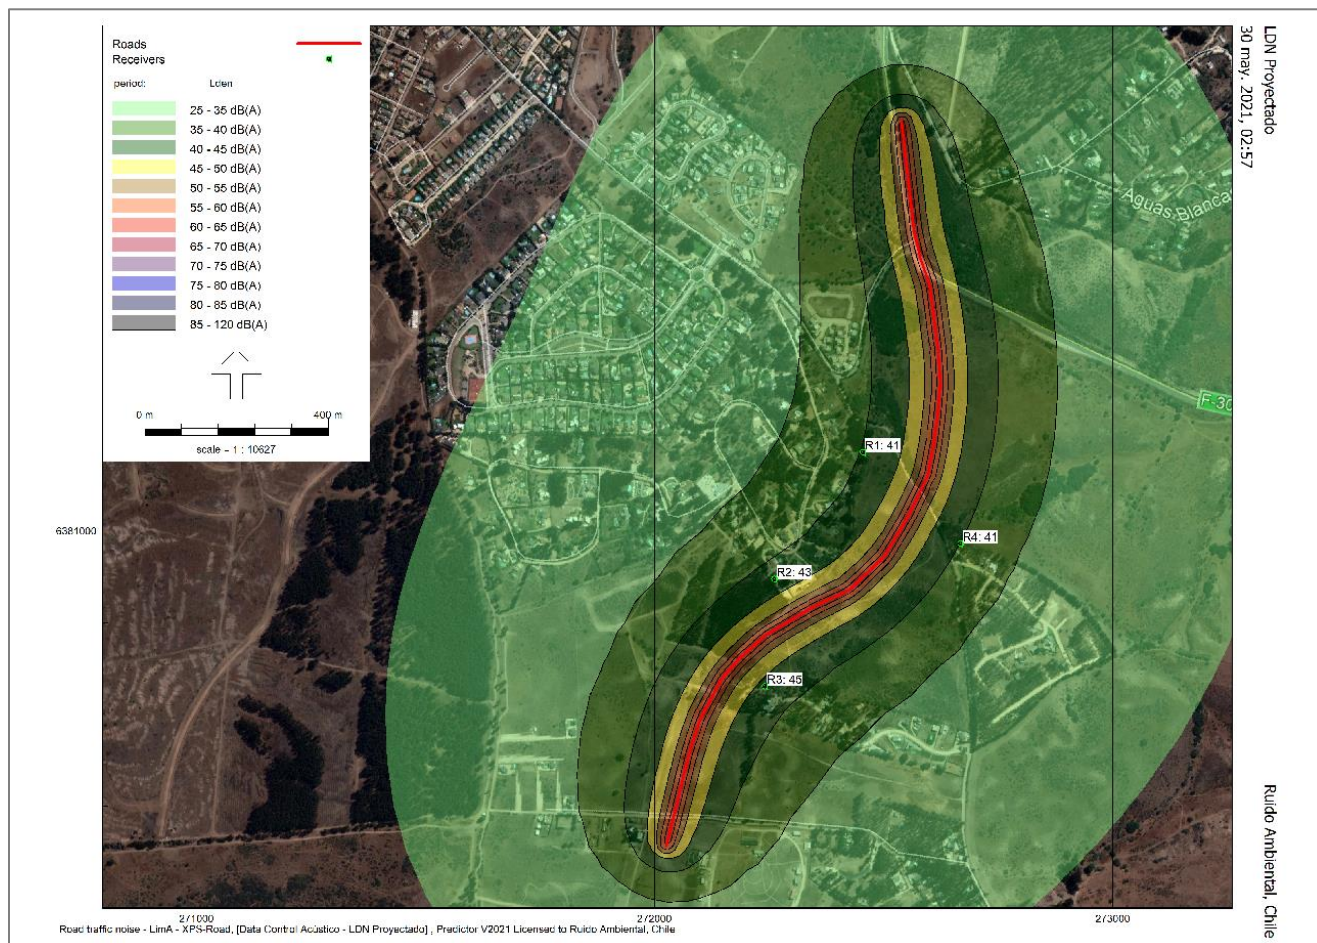 Roads
Receivers
period: Lden
25 - 35 dB(A)
35 - 40 dB(A)
40 - 45 dB(A)
45 - 50 dB(A)
50 - 55 dB(A)
55 - 60 dB(A)
60 - 65 dB(A)
65 - 70 dB(A)
70 - 75 dB(A)
75 - 80 dB(A)
80 - 85 dB(A)
85 - 120 dB(A)
0 m 400 m
scale = 1 : 10627
LDN Proyectado
30 may. 2021, 02:57
Aguas Blanca
F-30
R1: 41
6381000
R4: 41
R2: 43
R3: 45
Ruido Ambiental, Chile
271000 272000 273000
Road traffic noise - LimA - XPS-Road, [Data Control Acústico - LDN Proyectado] , Predictor V2021 Licensed to Ruido Ambiental, Chile